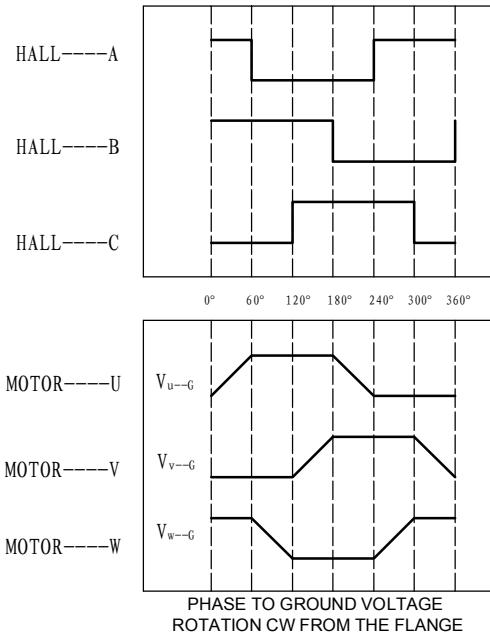 HALL----A
HALL----B
HALL----C
0° 60° 120° 180° 240° 300° 360°
MOTOR----U Vu--G
MOTOR----V Vv--G
MOTOR----W Vw--G
PHASE TO GROUND VOLTAGE
ROTATION CW FROM THE FLANGE